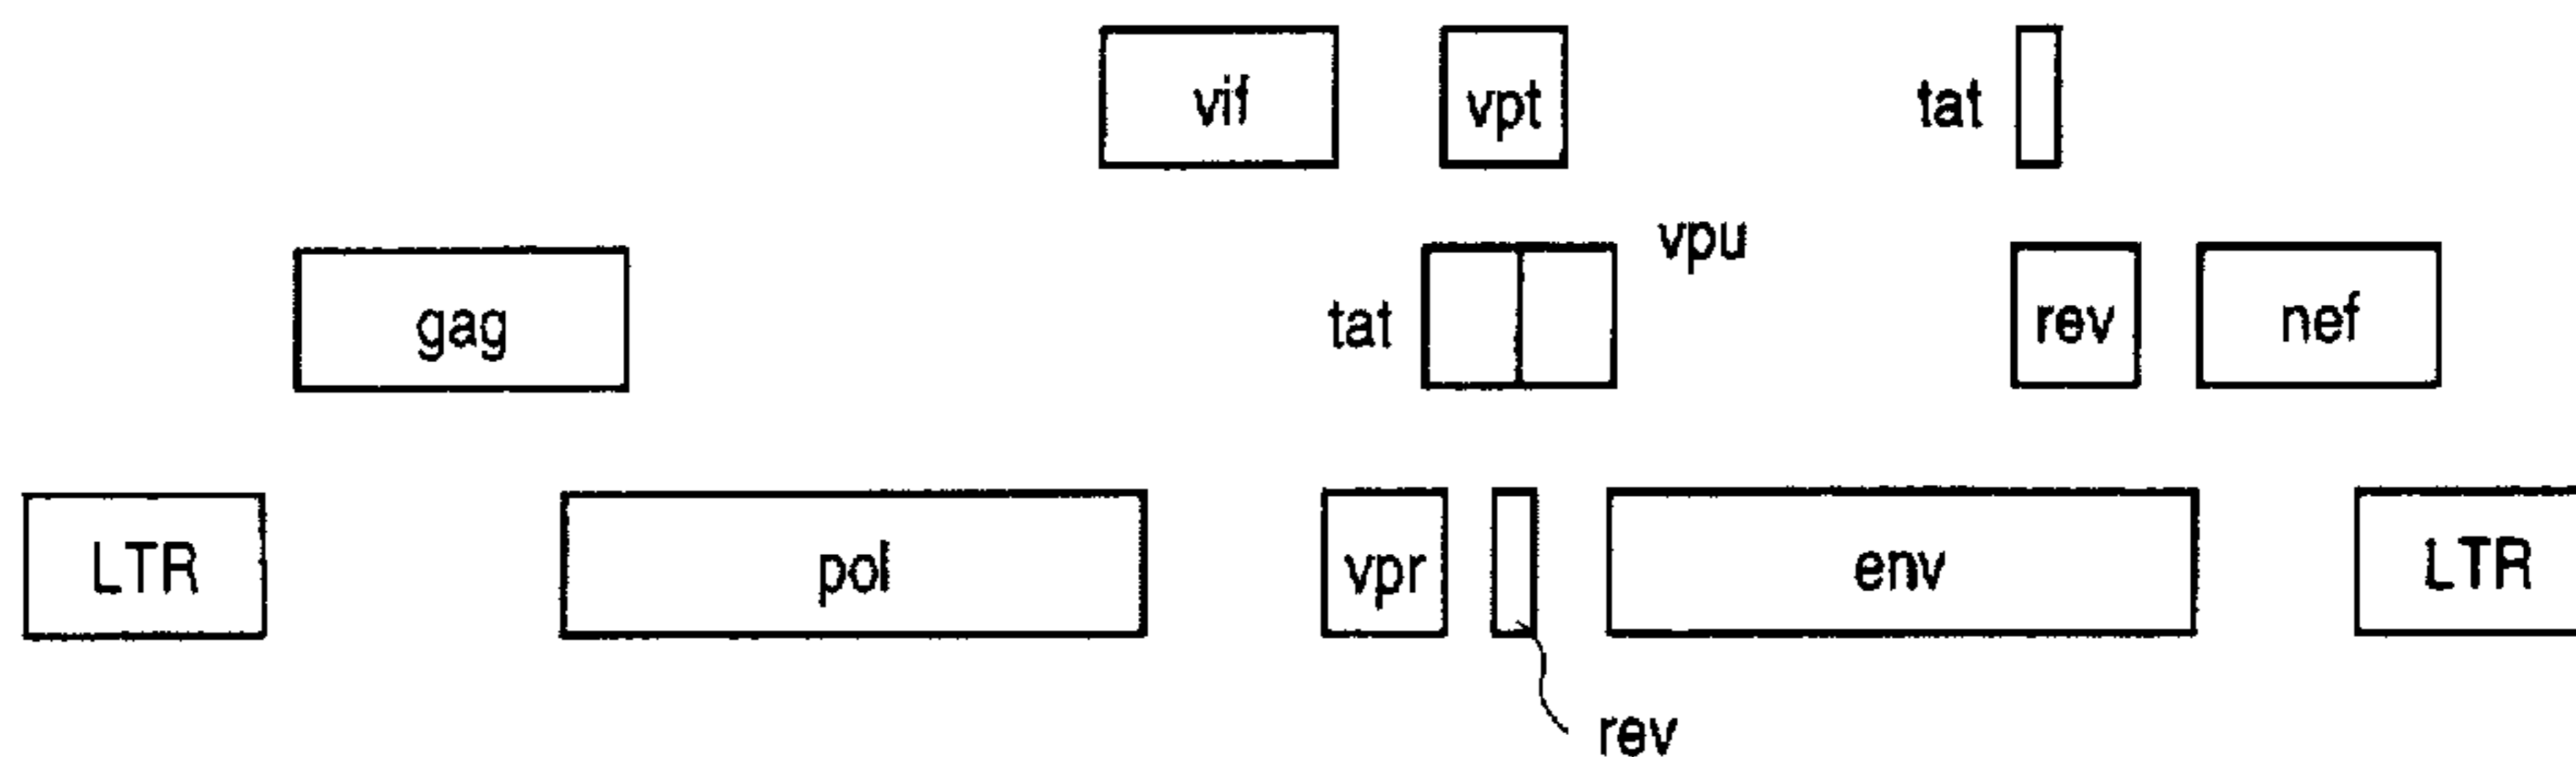 vif vpt tat
vpu
gag tat rev nef
LTR pol vpr env LTR
rev